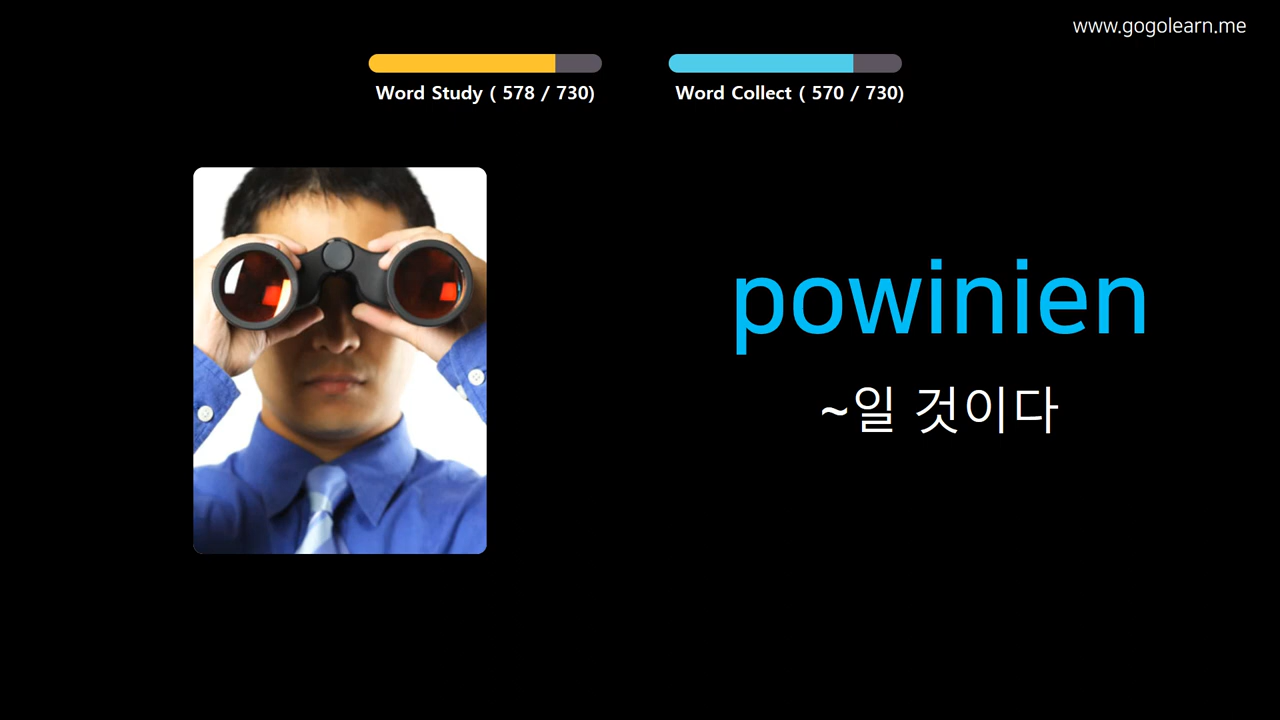 www.gogolearn.me
Word Study ( 578 / 730)
Word Collect ( 570 / 730)
powinien
~일 것이다